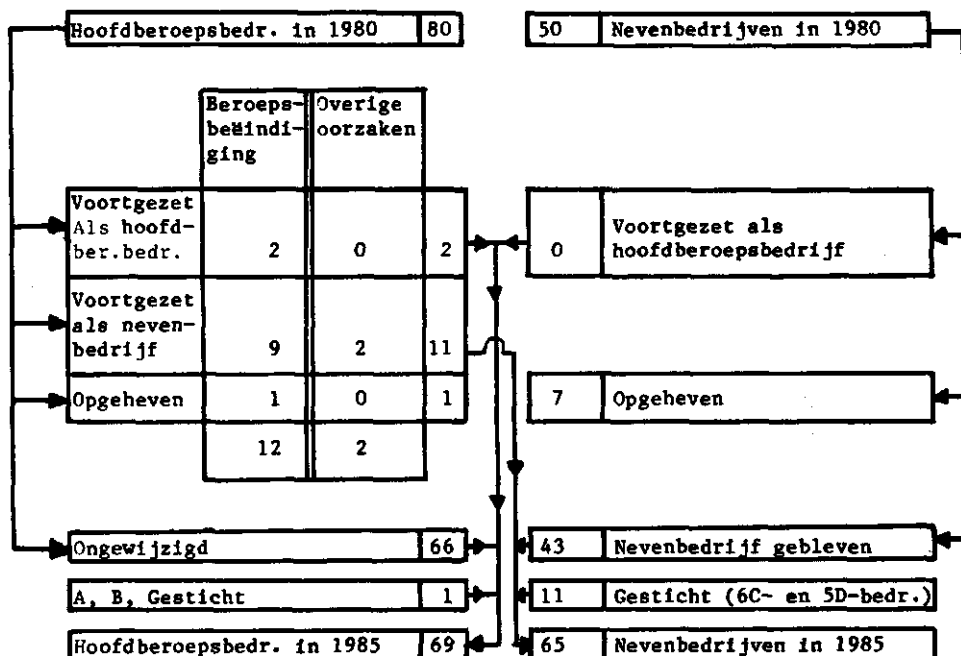 Hoofdberoepsbedr. in 1980 80
50 Nevenbedrijven in 1980
Beroeps-
beëindi-
ging
Overige
oorzaken
Voortgezet
Als hoofd-
ber.bedr. 2 0 2
0 Voortgezet als
hoofdberoepsbedrijf
Voortgezet
als neven-
bedrijf 9 2 11
Opgeheven 1 0 1
7 Opgeheven
12 2
Ongewijzigd 66
43 Nevenbedrijf gebleven
A, B, Gesticht 1
11 Gesticht (6C- en 5D-bedr.)
Hoofdberoepsbedr. in 1985 69
65 Nevenbedrijven in 1985